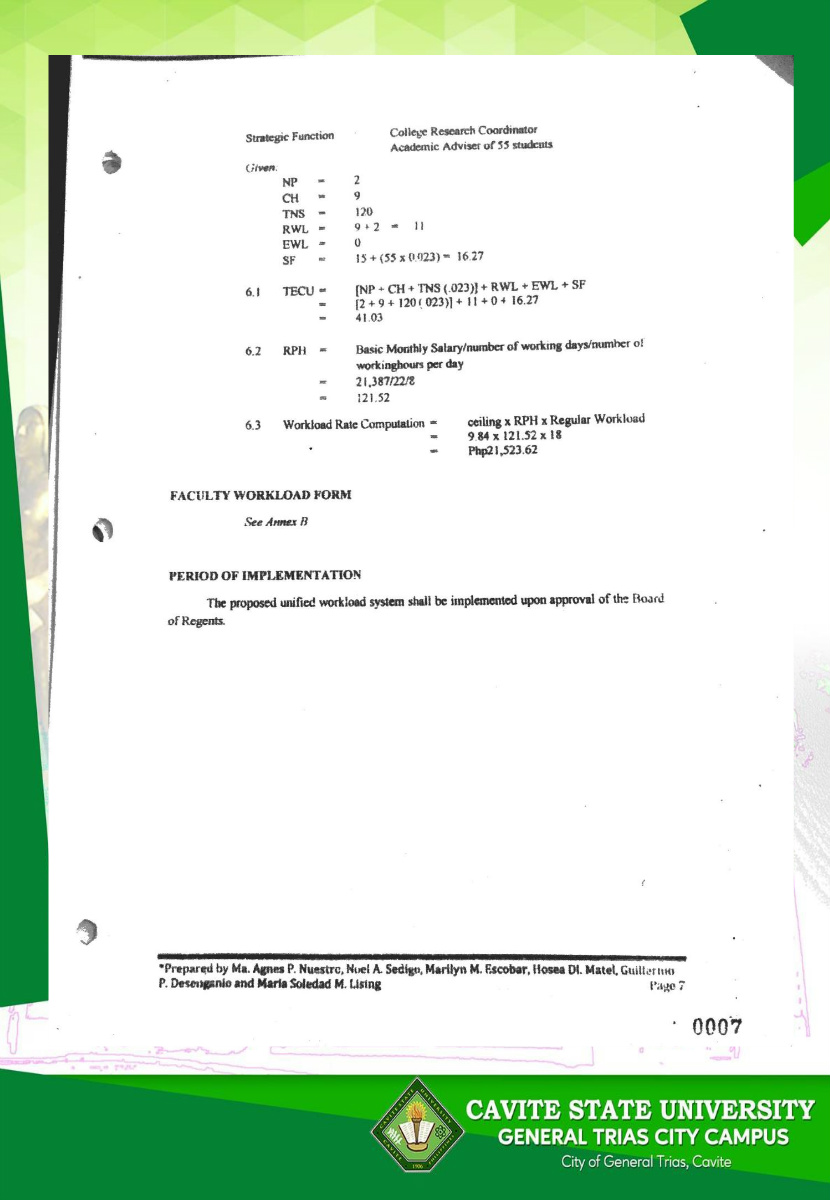 Strategic Function College Research Coordinator
Academic Adviser of 55 students
Given:
NP = 2
CH = 9
TNS = 120
RWL = 9 + 2 = 11
EWL = 0
SF = 15 + (55 x 0.023) = 16.27
6.1 TECU = [NP + CH + TNS (.023)] + RWL + EWL + SF
= [2 + 9 + 120 (.023)] + 11 + 0 + 16.27
= 41.03
6.2 RPH = Basic Monthly Salary/number of working days/number of
workinghours per day
= 21,387/22/8
= 121.52
6.3 Workload Rate Computation = ceiling x RPH x Regular Workload
= 9.84 x 121.52 x 18
= Php21,523.62
FACULTY WORKLOAD FORM
See Annex B
PERIOD OF IMPLEMENTATION
The proposed unified workload system shall be implemented upon approval of the Board
of Regents.
*Prepared by Ma. Agnes P. Nuestro, Noel A. Sedigo, Marilyn M. Escobar, Hosea DL. Matel, Guillermo
P. Desenganio and Maria Soledad M. Lising
Page 7
0007
CAVITE STATE UNIVERSITY
GENERAL TRIAS CITY CAMPUS
City of General Trias, Cavite
CAVITE STATE UNIVERSITY
CAVITE PHILIPPINES
1906